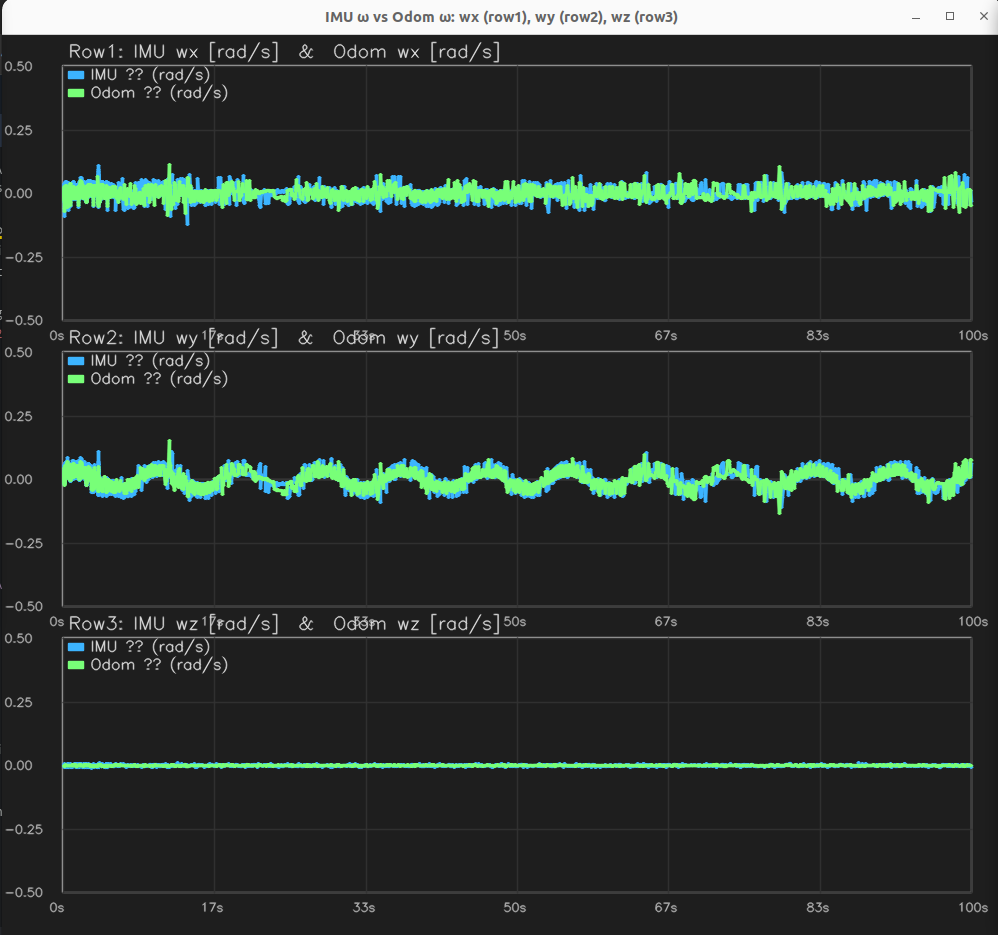 IMU ω vs Odom ω: wx (row1), wy (row2), wz (row3)
Row1: IMU wx [rad/s] & Odom wx [rad/s]
0.50
IMU ?? (rad/s)
Odom ?? (rad/s)
0.25
0.00
−0.25
−0.50
0s 17s 33s 50s 67s 83s 100s
Row2: IMU wy [rad/s] & Odom wy [rad/s]
0.50
IMU ?? (rad/s)
Odom ?? (rad/s)
0.25
0.00
−0.25
−0.50
0s 17s 33s 50s 67s 83s 100s
Row3: IMU wz [rad/s] & Odom wz [rad/s]
0.50
IMU ?? (rad/s)
Odom ?? (rad/s)
0.25
0.00
−0.25
−0.50
0s 17s 33s 50s 67s 83s 100s